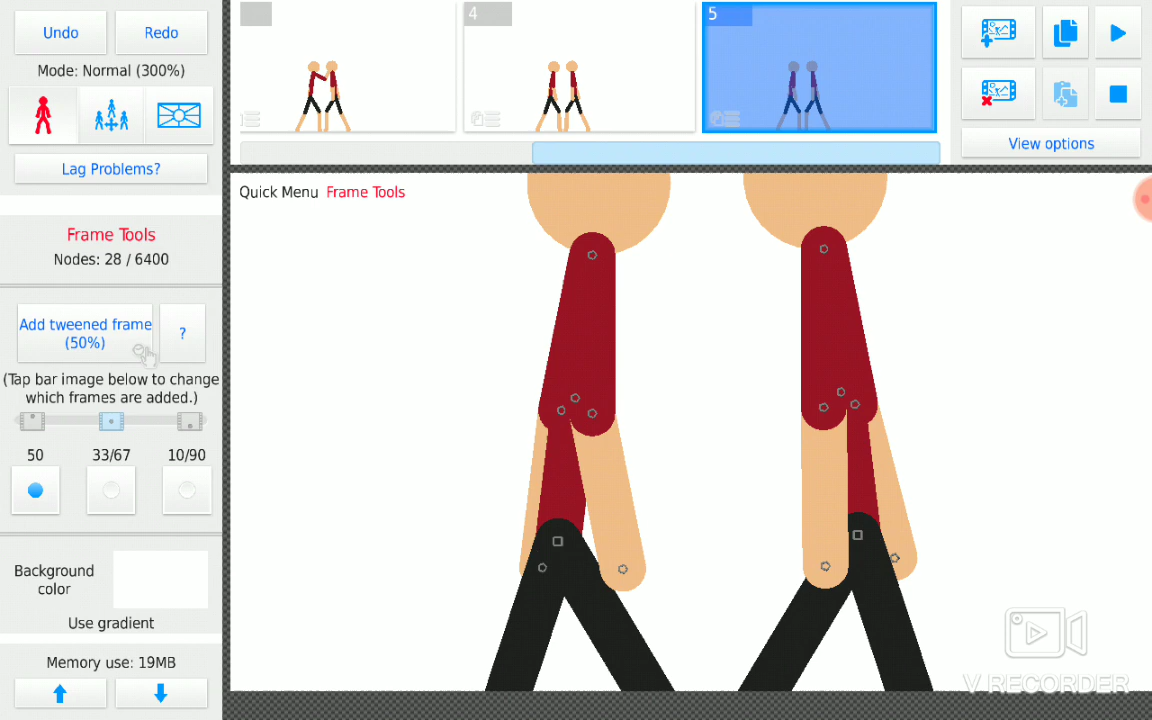 Undo
Redo
Mode: Normal (300%)
Lag Problems?
Frame Tools
Nodes: 28 / 6400
Add tweened frame
(50%)
?
(Tap bar image below to change
which frames are added.)
50
33/67
10/90
Background
color
Use gradient
Memory use: 19MB
4
5
View options
Quick Menu Frame Tools
V RECORDER